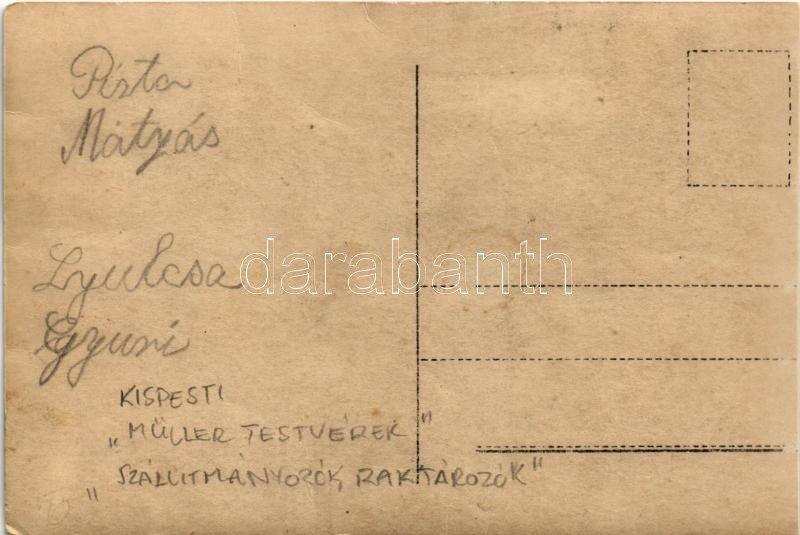 Pista
Mátyás
Gyulcsa
Gyuri
darabanth
KISPESTI
„MÜLLER TESTVÉREK"
„SZÁLLITMÁNYOZÓK, RAKTÁROZÓK"